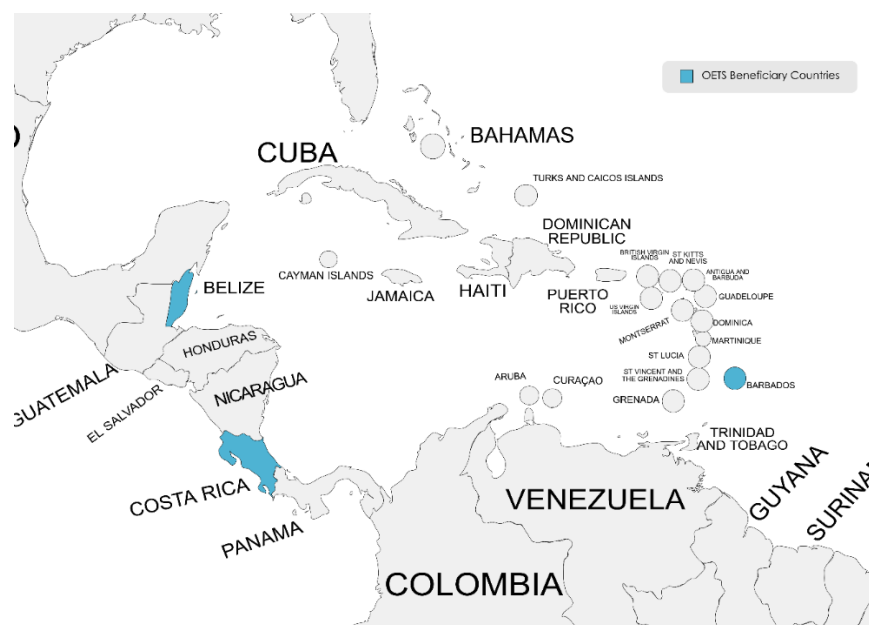 OETS Beneficiary Countries
BAHAMAS
CUBA
TURKS AND CAICOS ISLANDS
DOMINICAN
REPUBLIC
BRITISH VIRGIN
ISLANDS
ST KITTS
AND NEVIS
ANTIGUA AND
BARBUDA
CAYMAN ISLANDS
BELIZE
JAMAICA
HAITI
PUERTO
RICO
US VIRGIN
ISLANDS
GUADELOUPE
MONTSERRAT
DOMINICA
MARTINIQUE
HONDURAS
ST LUCIA
GUATEMALA
EL SALVADOR
NICARAGUA
ARUBA
CURAÇAO
ST VINCENT AND
THE GRENADINES
BARBADOS
GRENADA
TRINIDAD
AND TOBAGO
COSTA RICA
PANAMA
VENEZUELA
GUYANA
SURINA
COLOMBIA